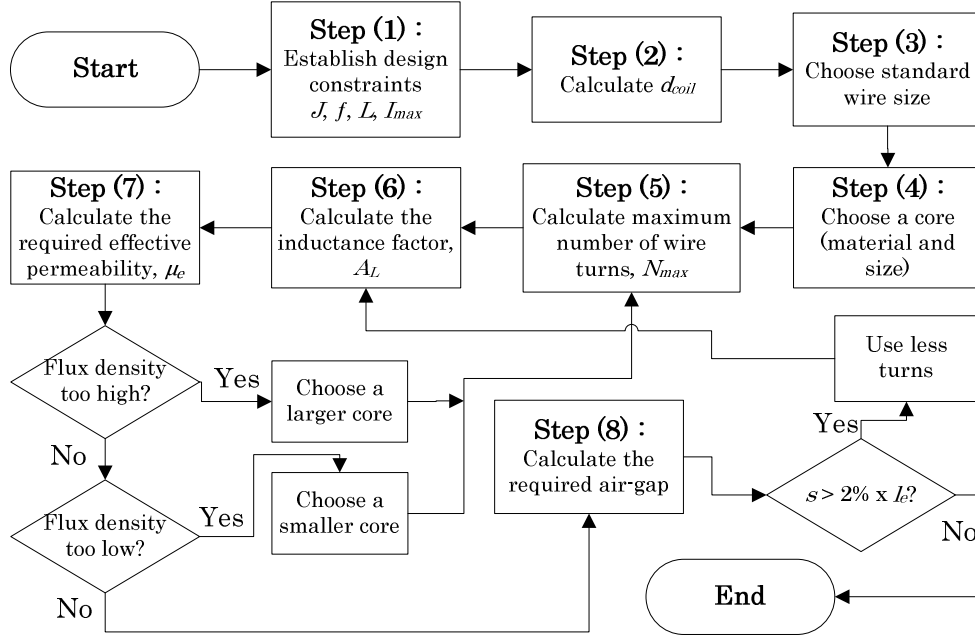 Start
Step (1) :
Establish design
constraints
J, f, L, Imax
Step (2) :
Calculate dcoil
Step (3) :
Choose standard
wire size
Step (7) :
Calculate the
required effective
permeability, μe
Step (6) :
Calculate the
inductance factor,
AL
Step (5) :
Calculate maximum
number of wire
turns, Nmax
Step (4) :
Choose a core
(material and
size)
Flux density
too high?
Yes
Choose a
larger core
No
Flux density
too low?
Yes
Choose a
smaller core
No
Step (8) :
Calculate the
required air-gap
Use less
turns
Yes
s > 2% x le?
No
End